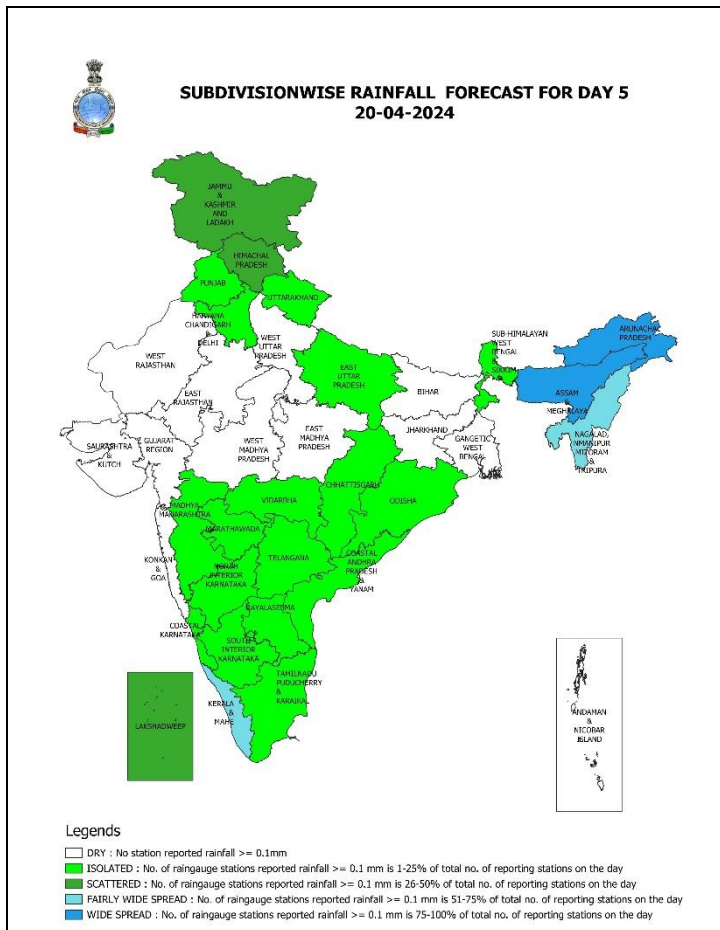 SUBDIVISIONWISE RAINFALL FORECAST FOR DAY 5
20-04-2024
JAMMU
&
KASHMIR
AND
LADAKH
HIMACHAL
PRADESH
PUNJAB
UTTARAKHAND
HARYANA
CHANDIGARH
&
DELHI
WEST
UTTAR
PRADESH
SUB-HIMALAYAN
WEST
BENGAL
&
SIKKIM
ARUNACHAL
PRADESH
WEST
RAJASTHAN
EAST
RAJASTHAN
EAST
UTTAR
PRADESH
BIHAR
ASSAM
&
MEGHALAYA
NAGALAD,
NMANIPUR
MIZORAM
&
TRIPURA
SAURASHTRA
&
KUTCH
GUJARAT
REGION
WEST
MADHYA
PRADESH
EAST
MADHYA
PRADESH
JHARKHAND
GANGETIC
WEST
BENGAL
CHHATTISGARH
ODISHA
MADHYA
MAHARASHTRA
VIDARBHA
MARATHAWADA
TELANGANA
KONKAN
&
GOA
NORTH
INTERIOR
KARNATAKA
COASTAL
ANDHRA
PRADESH
&
YANAM
RAYALASEEMA
COASTAL
KARNATAKA
SOUTH
INTERIOR
KARNATAKA
TAMILNADU
PUDUCHERRY
&
KARAIKAL
KERALA
&
MAHE
LAKSHADWEEP
ANDAMAN
&
NICOBAR
ISLAND
Legends
DRY : No station reported rainfall >= 0.1mm
ISOLATED : No. of raingauge stations reported rainfall >= 0.1 mm is 1-25% of total no. of reporting stations on the day
SCATTERED : No. of raingauge stations reported rainfall >= 0.1 mm is 26-50% of total no. of reporting stations on the day
FAIRLY WIDE SPREAD : No. of raingauge stations reported rainfall >= 0.1 mm is 51-75% of total no. of reporting stations on the day
WIDE SPREAD : No. of raingauge stations reported rainfall >= 0.1 mm is 75-100% of total no. of reporting stations on the day